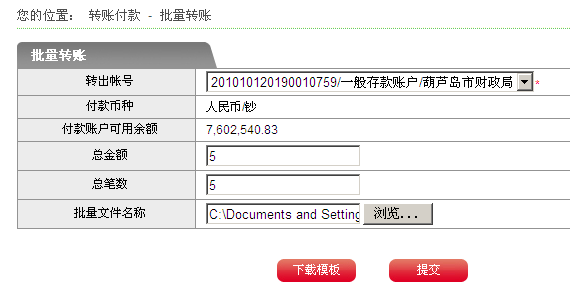 您的位置： 转账付款 - 批量转账
批量转账
转出帐号 201010120190010759/一般存款账户/葫芦岛市财政局 *
付款币种 人民币/钞
付款账户可用余额 7,602,540.83
总金额 5
总笔数 5
批量文件名称 C:\Documents and Setting 浏览...
下载模板 提交